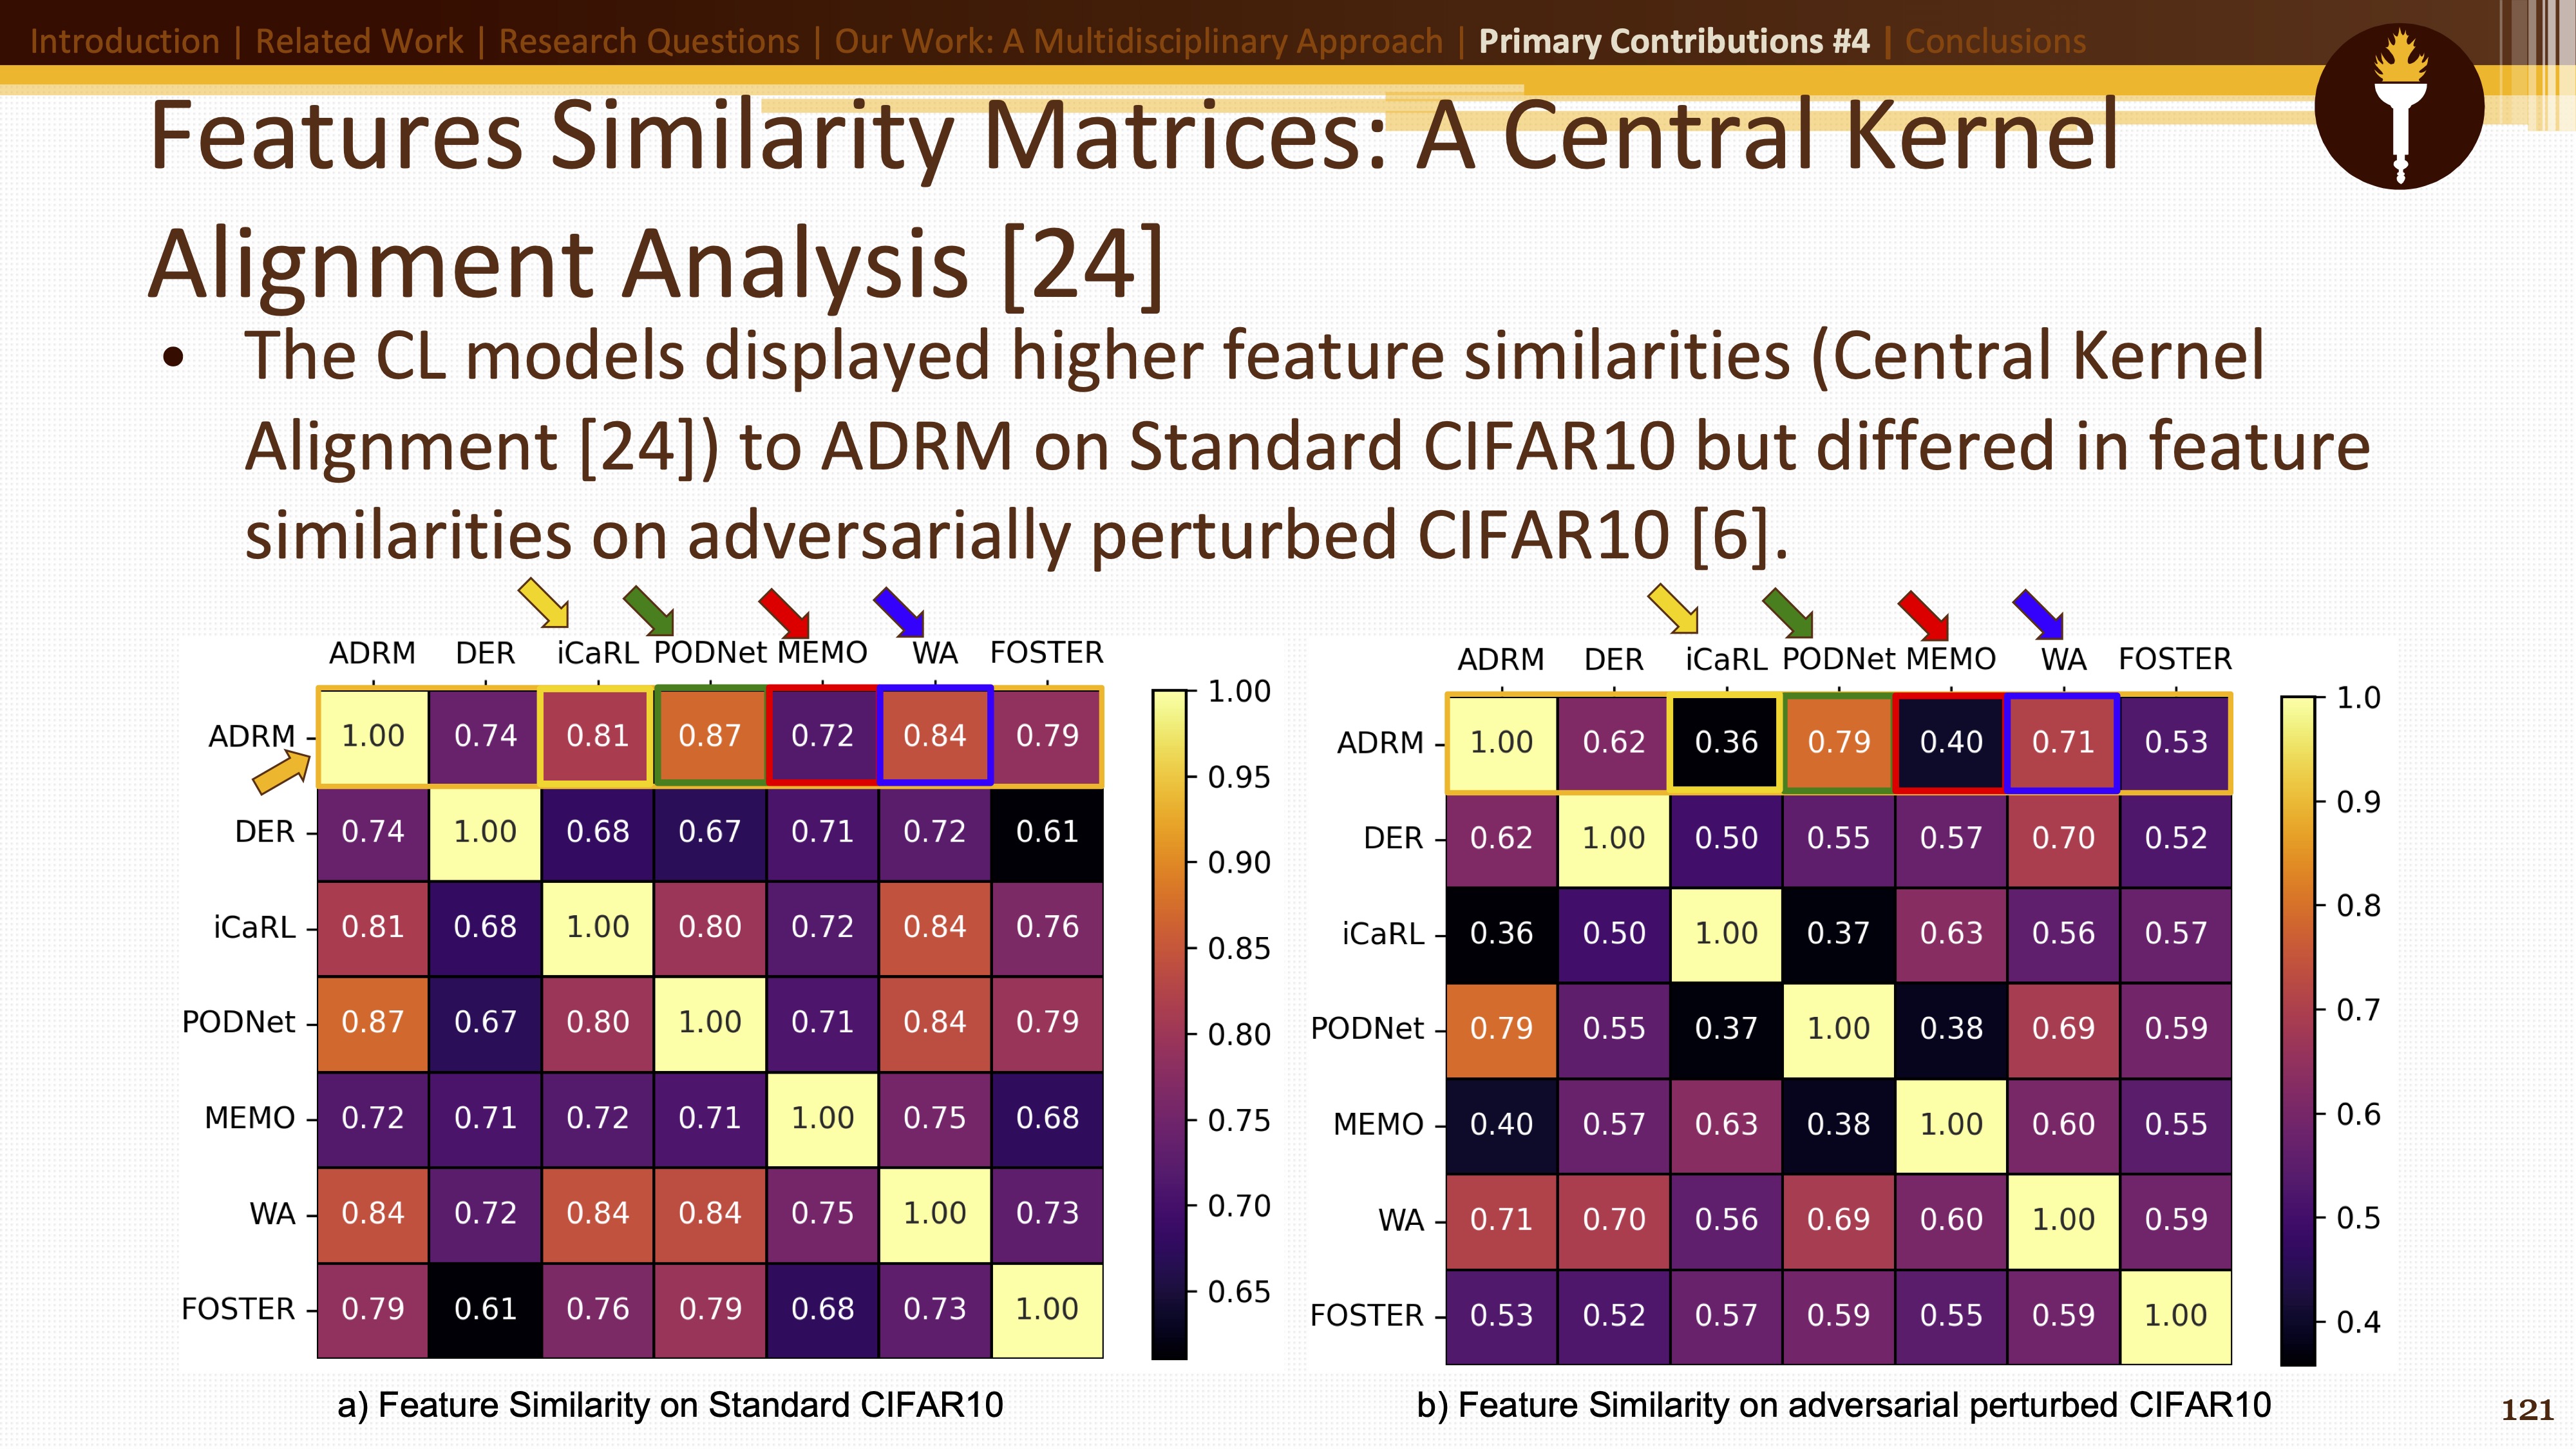 Introduction | Related Work | Research Questions | Our Work: A Multidisciplinary Approach | Primary Contributions #4 | Conclusions
Features Similarity Matrices: A Central Kernel
Alignment Analysis [24]
• The CL models displayed higher feature similarities (Central Kernel
Alignment [24]) to ADRM on Standard CIFAR10 but differed in feature
similarities on adversarially perturbed CIFAR10 [6].
ADRM DER iCaRL PODNet MEMO WA FOSTER
ADRM 1.00 0.74 0.81 0.87 0.72 0.84 0.79
DER 0.74 1.00 0.68 0.67 0.71 0.72 0.61
iCaRL 0.81 0.68 1.00 0.80 0.72 0.84 0.76
PODNet 0.87 0.67 0.80 1.00 0.71 0.84 0.79
MEMO 0.72 0.71 0.72 0.71 1.00 0.75 0.68
WA 0.84 0.72 0.84 0.84 0.75 1.00 0.73
FOSTER 0.79 0.61 0.76 0.79 0.68 0.73 1.00
1.00
0.95
0.90
0.85
0.80
0.75
0.70
0.65
a) Feature Similarity on Standard CIFAR10
ADRM DER iCaRL PODNet MEMO WA FOSTER
ADRM 1.00 0.62 0.36 0.79 0.40 0.71 0.53
DER 0.62 1.00 0.50 0.55 0.57 0.70 0.52
iCaRL 0.36 0.50 1.00 0.37 0.63 0.56 0.57
PODNet 0.79 0.55 0.37 1.00 0.38 0.69 0.59
MEMO 0.40 0.57 0.63 0.38 1.00 0.60 0.55
WA 0.71 0.70 0.56 0.69 0.60 1.00 0.59
FOSTER 0.53 0.52 0.57 0.59 0.55 0.59 1.00
1.0
0.9
0.8
0.7
0.6
0.5
0.4
b) Feature Similarity on adversarial perturbed CIFAR10
121